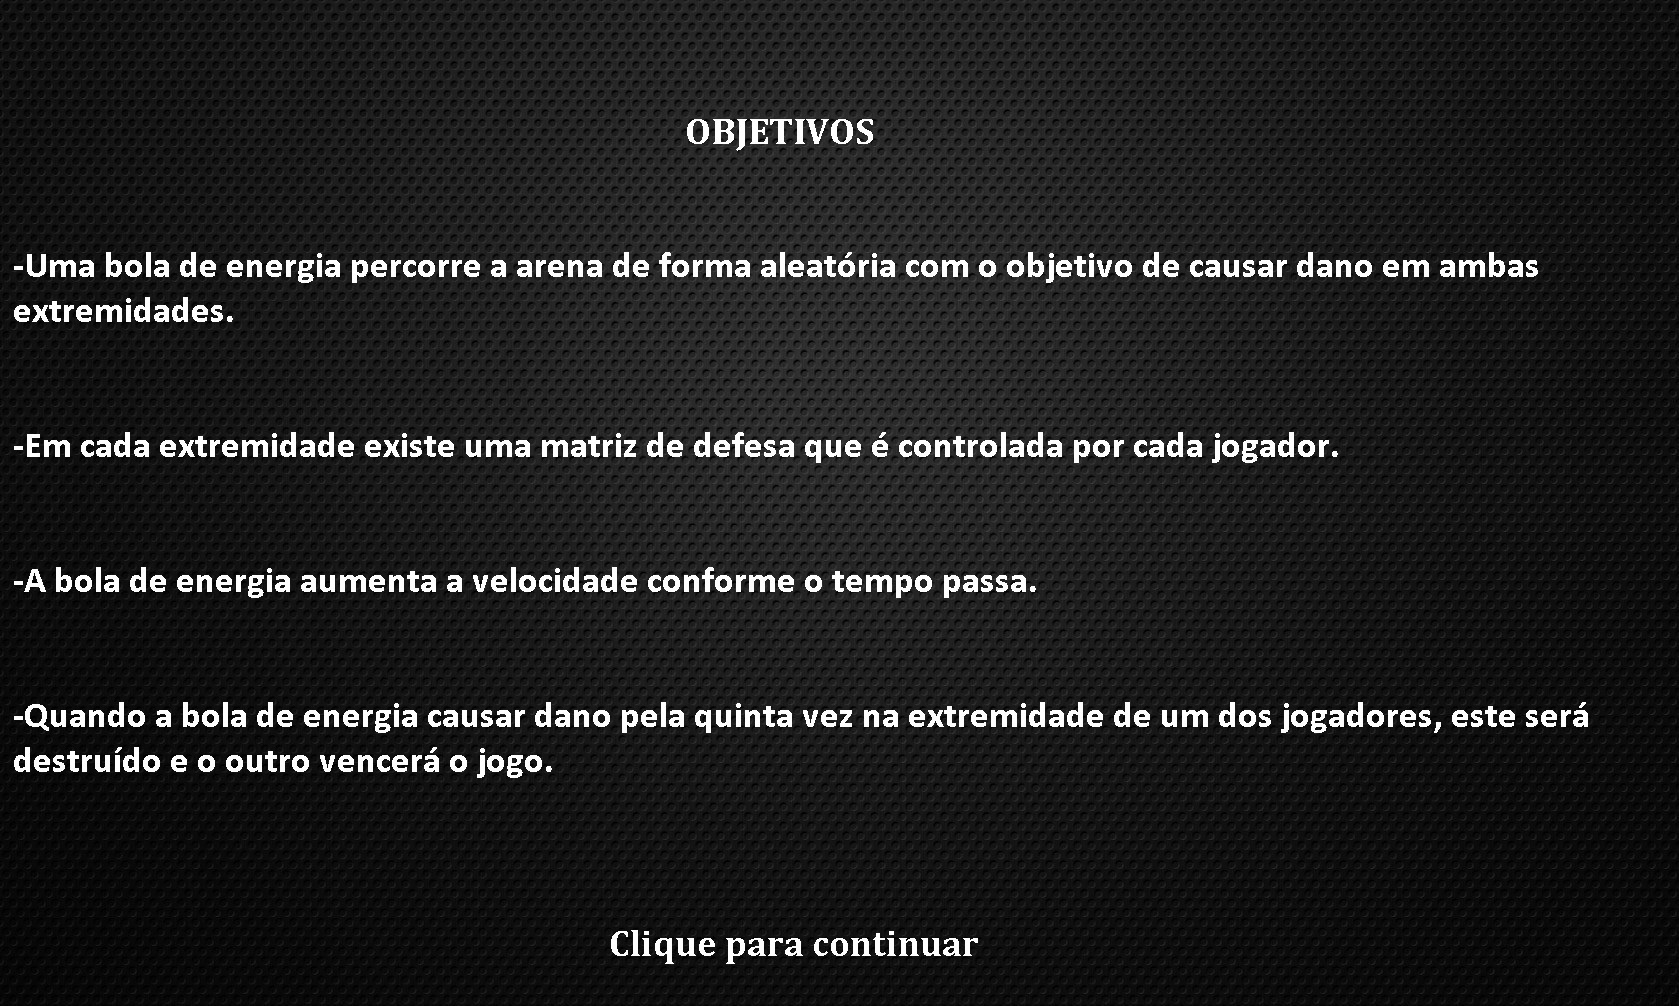 OBJETIVOS
-Uma bola de energia percorre a arena de forma aleatória com o objetivo de causar dano em ambas
extremidades.
-Em cada extremidade existe uma matriz de defesa que é controlada por cada jogador.
-A bola de energia aumenta a velocidade conforme o tempo passa.
-Quando a bola de energia causar dano pela quinta vez na extremidade de um dos jogadores, este será
destruído e o outro vencerá o jogo.
Clique para continuar